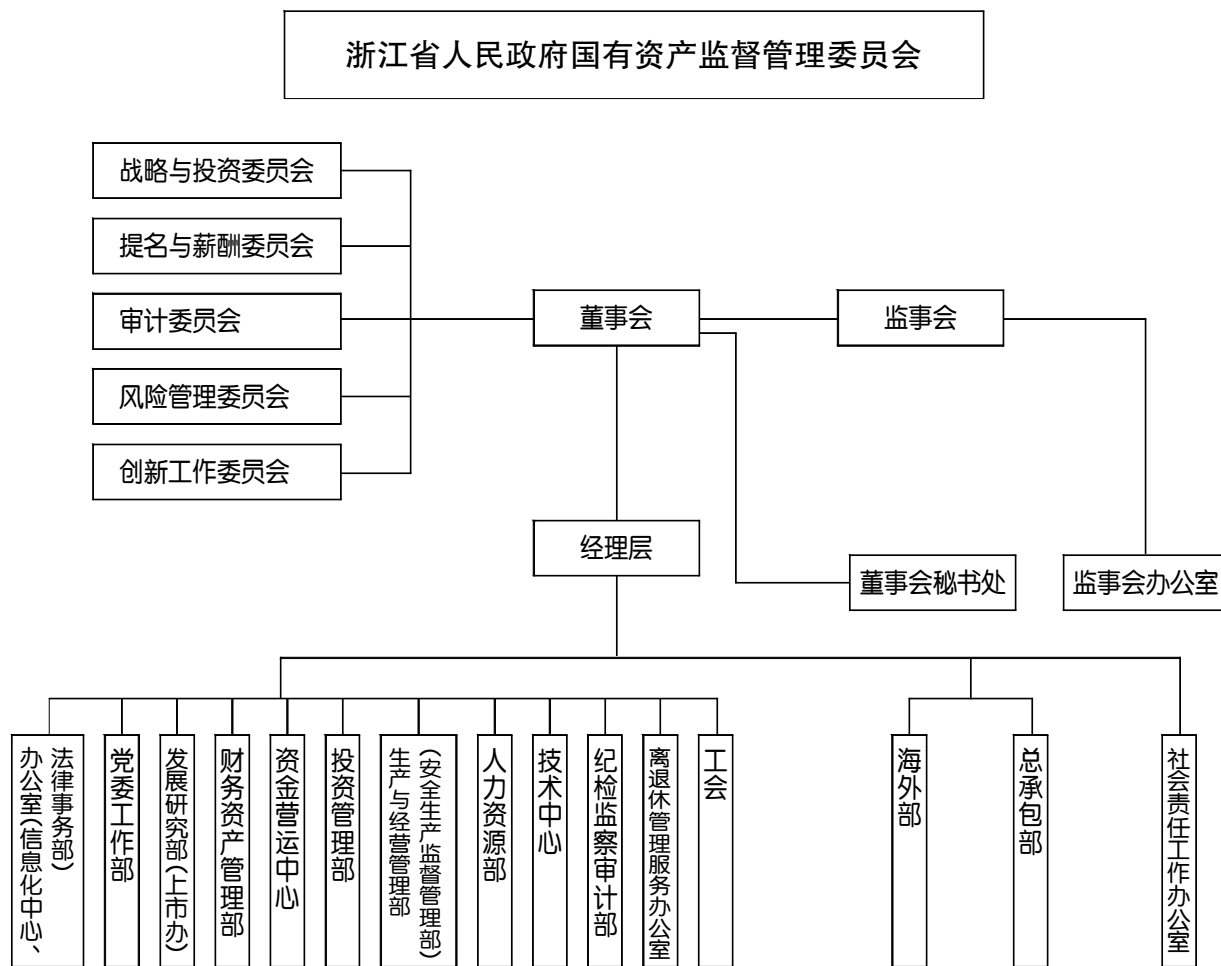 浙江省人民政府国有资产监督管理委员会
战略与投资委员会
提名与薪酬委员会
审计委员会
董事会
监事会
风险管理委员会
创新工作委员会
经理层
董事会秘书处
监事会办公室
办公室(信息化中心、
法律事务部)
党委工作部
发展研究部(上市办)
财务资产管理部
资金营运中心
投资管理部
生产与经营管理部
(安全生产监督管理部)
人力资源部
技术中心
纪检监察审计部
离退休管理服务办公室
工会
海外部
总承包部
社会责任工作办公室